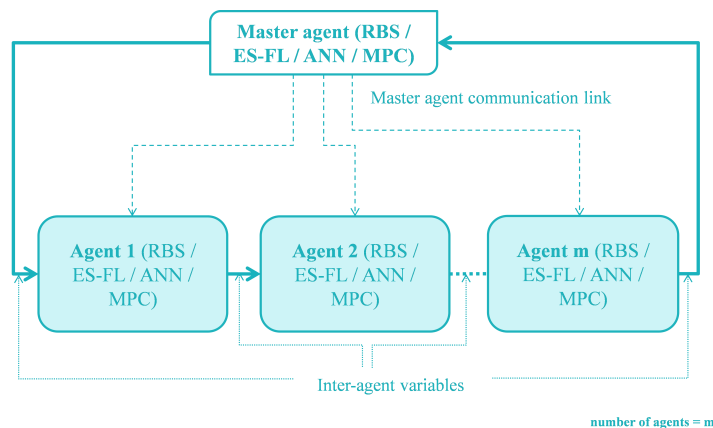 Master agent (RBS /
ES-FL / ANN / MPC)
Master agent communication link
Agent 1 (RBS /
ES-FL / ANN /
MPC)
Agent 2 (RBS /
ES-FL / ANN /
MPC)
Agent m (RBS /
ES-FL / ANN /
MPC)
Inter-agent variables
number of agents = m